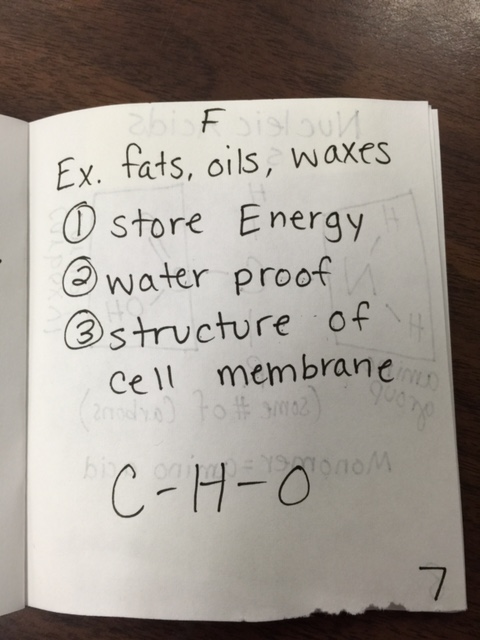 F
Ex. fats, oils, waxes
① store Energy
② water proof
③ structure of
cell membrane
C-H-O
7